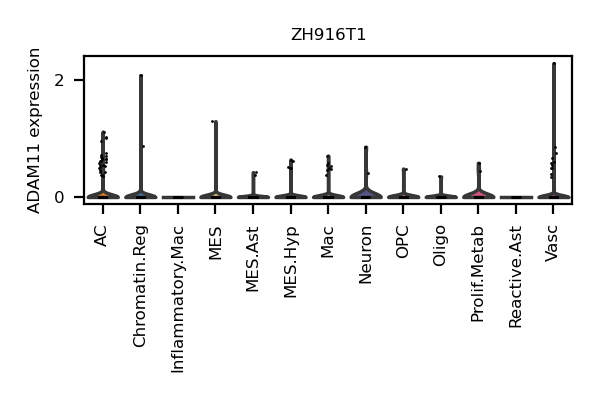 ZH916T1
ADAM11 expression
2
0
AC
Chromatin.Reg
Inflammatory.Mac
MES
MES.Ast
MES.Hyp
Mac
Neuron
OPC
Oligo
Prolif.Metab
Reactive.Ast
Vasc